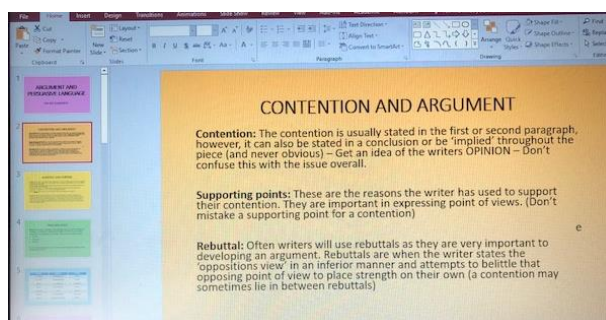 File Home Insert Design Transitions Animations Slide Show
Cut
Copy
Format Painter
Paste
Clipboard
New
Slide
Layout
Reset
Section
Slides
Font
Paragraph
Text Direction
Align Text
Convert to SmartArt
Arrange
Quick
Styles
Shape Fill
Shape Outline
Shape Effects
Drawing
1
ARGUMENT AND
PERSUASIVE LANGUAGE
2
3
4
5
CONTENTION AND ARGUMENT
Contention: The contention is usually stated in the first or second paragraph,
however, it can also be stated in a conclusion or be 'implied' throughout the
piece (and never obvious) – Get an idea of the writers OPINION – Don't
confuse this with the issue overall.
Supporting points: These are the reasons the writer has used to support
their contention. They are important in expressing point of views. (Don't
mistake a supporting point for a contention)
e
Rebuttal: Often writers will use rebuttals as they are very important to
developing an argument. Rebuttals are when the writer states the
'oppositions view' in an inferior manner and attempts to belittle that
opposing point of view to place strength on their own (a contention may
sometimes lie in between rebuttals)